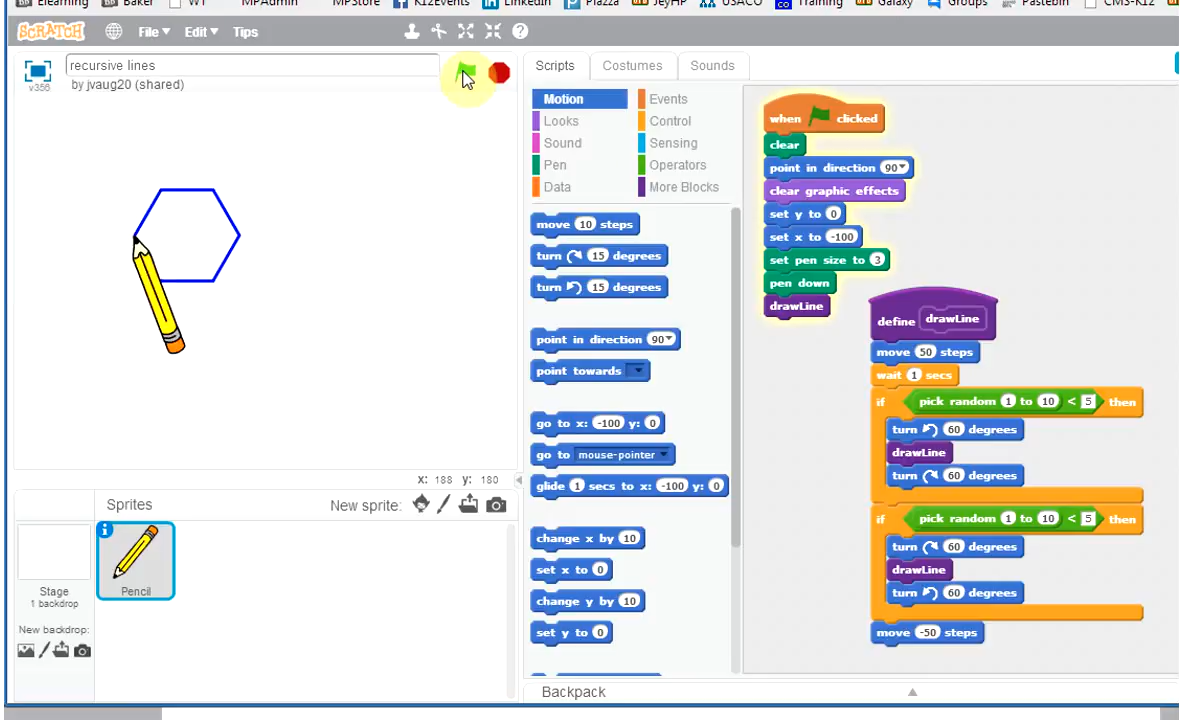 Elearning Baker WT MPAdmin MPStore K12Events LinkedIn Piazza JeyHP USACO Training Galaxy Groups Pastebin CMS-K12
SCRATCH File Edit Tips
v356
recursive lines
by jvaug20 (shared)
Scripts Costumes Sounds
Motion Events
Looks Control
Sound Sensing
Pen Operators
Data More Blocks
move 10 steps
turn 15 degrees
turn 15 degrees
point in direction 90
point towards
go to x: -100 y: 0
go to mouse-pointer
glide 1 secs to x: -100 y: 0
change x by 10
set x to 0
change y by 10
set y to 0
when clicked
clear
point in direction 90
clear graphic effects
set y to 0
set x to -100
set pen size to 3
pen down
drawLine
define drawLine
move 50 steps
wait 1 secs
if pick random 1 to 10 < 5 then
turn 60 degrees
drawLine
turn 60 degrees
if pick random 1 to 10 < 5 then
turn 60 degrees
drawLine
turn 60 degrees
move -50 steps
x: 188 y: 180
Sprites New sprite:
Stage
1 backdrop
New backdrop:
Pencil
Backpack